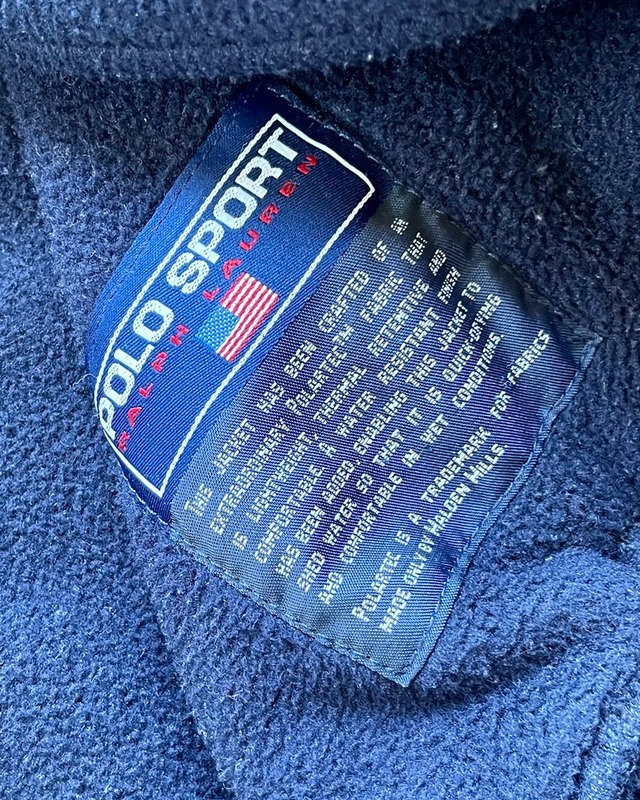 POLO SPORT
RALPH LAUREN
THE JACKET HAS BEEN CRAFTED OF AN
EXTRAORDINARY POLARTEC™ FABRIC THAT
IS LIGHTWEIGHT, THERMAL RETENTIVE AND
COMFORTABLE. A WATER RESISTANT FINISH
HAS BEEN ADDED ENABLING THIS JACKET TO
SHED WATER SO THAT IT IS QUICK-DRYING
AND COMFORTABLE IN WET CONDITIONS.
POLARTEC IS A TRADEMARK FOR FABRICS
MADE ONLY BY MALDEN MILLS